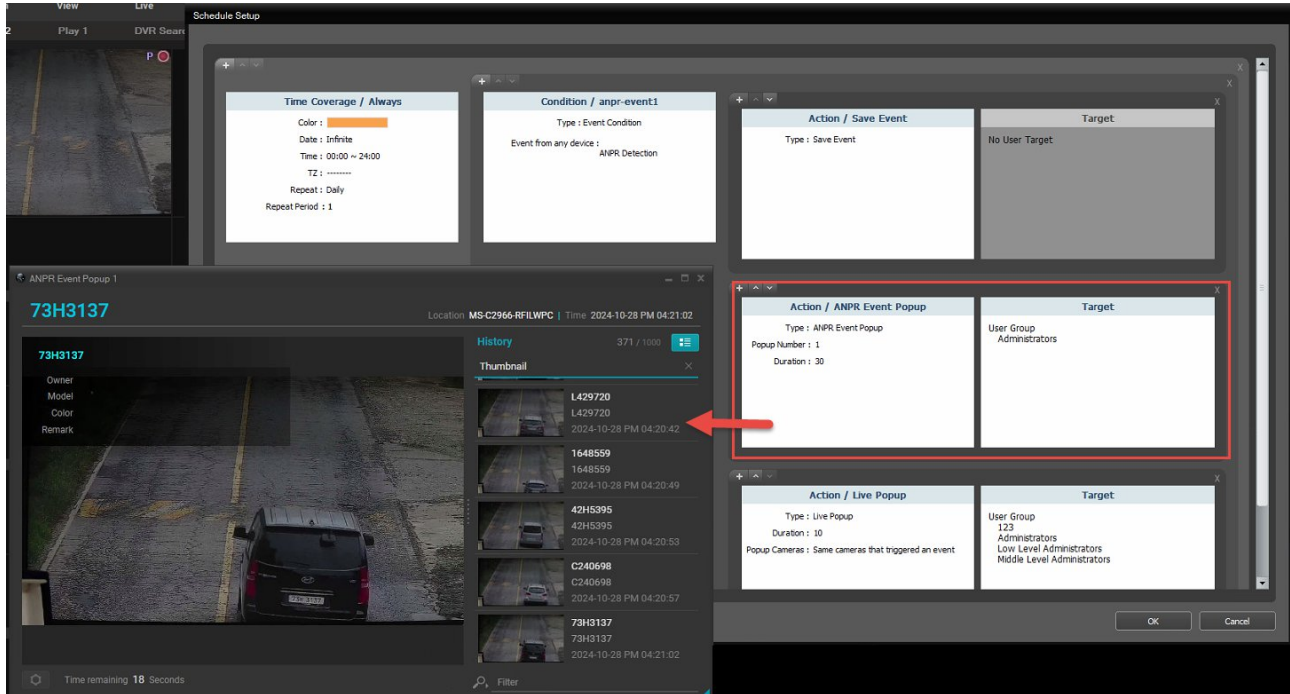 View Live
Schedule Setup
2 Play 1 DVR Sear
P
Time Coverage / Always
Color :
Date : Infinite
Time : 00:00 ~ 24:00
TZ : --------
Repeat : Daily
Repeat Period : 1
Condition / anpr-event1
Type : Event Condition
Event from any device :
ANPR Detection
Action / Save Event
Type : Save Event
Target
No User Target
Action / ANPR Event Popup
Type : ANPR Event Popup
Popup Number : 1
Duration : 30
Target
User Group
Administrators
Action / Live Popup
Type : Live Popup
Duration : 10
Popup Cameras : Same cameras that triggered an event
Target
User Group
123
Administrators
Low Level Administrators
Middle Level Administrators
OK Cancel
ANPR Event Popup 1
73H3137
Location MS-C2966-RFILWPC | Time 2024-10-28 PM 04:21:02
73H3137
Owner
Model
Color
Remark
History 371 / 1000
Thumbnail
L429720
L429720
2024-10-28 PM 04:20:42
1648559
1648559
2024-10-28 PM 04:20:49
42H5395
42H5395
2024-10-28 PM 04:20:53
C240698
C240698
2024-10-28 PM 04:20:57
73H3137
73H3137
2024-10-28 PM 04:21:02
Time remaining 18 Seconds
Filter